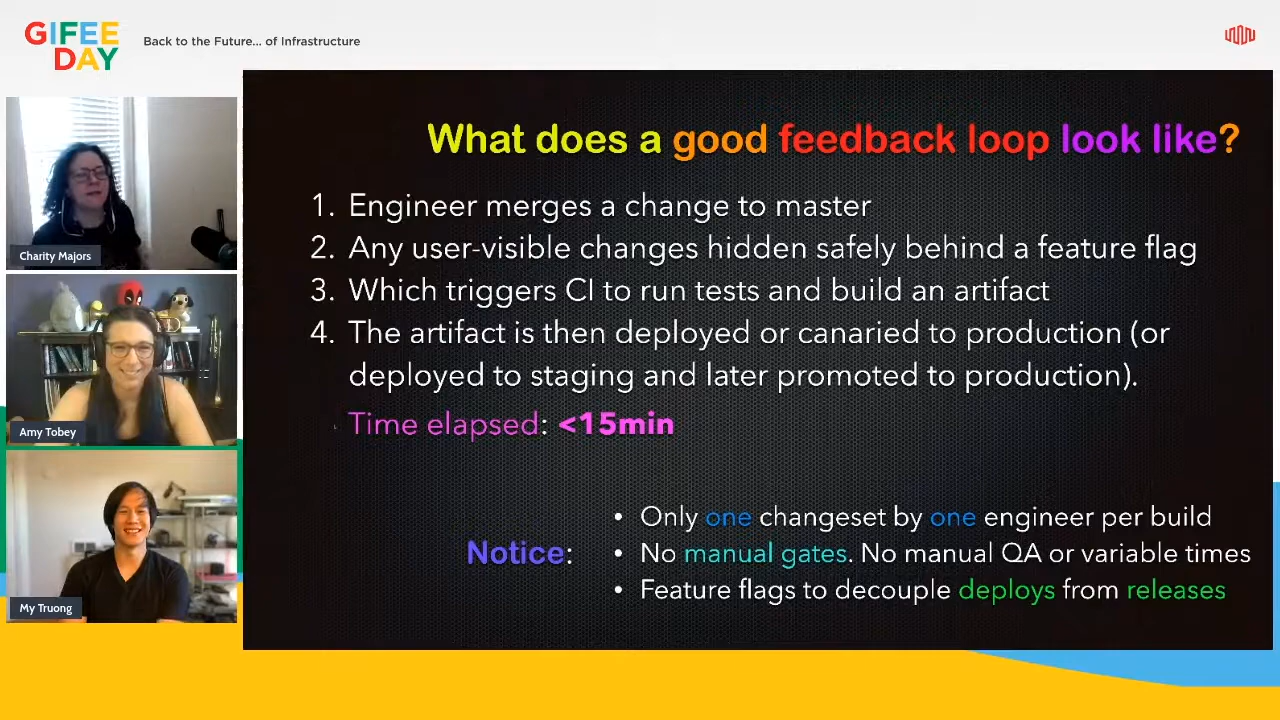 GIFEE
DAY
Back to the Future... of Infrastructure
Charity Majors
Amy Tobey
My Truong
What does a good feedback loop look like?
1. Engineer merges a change to master
2. Any user-visible changes hidden safely behind a feature flag
3. Which triggers CI to run tests and build an artifact
4. The artifact is then deployed or canaried to production (or
deployed to staging and later promoted to production).
Time elapsed: <15min
Notice:
• Only one changeset by one engineer per build
• No manual gates. No manual QA or variable times
• Feature flags to decouple deploys from releases